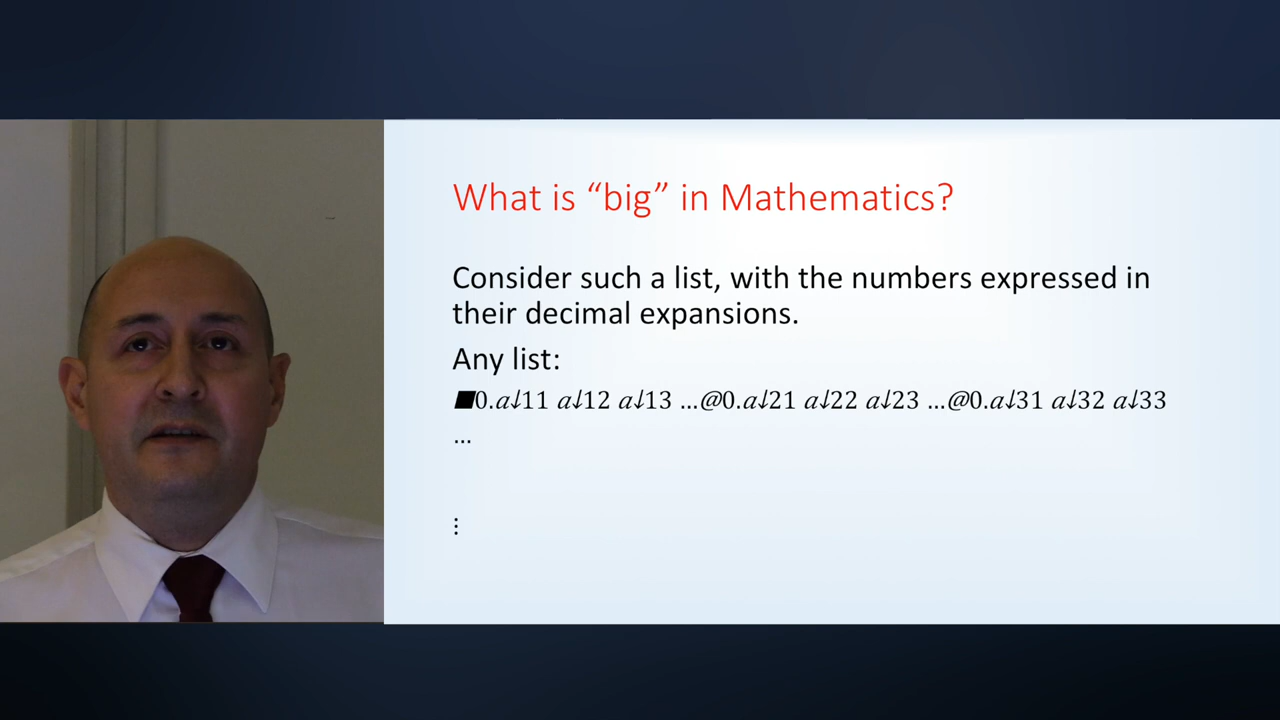 What is “big” in Mathematics?
Consider such a list, with the numbers expressed in
their decimal expansions.
Any list:
■0.a↓11 a↓12 a↓13 …@0.a↓21 a↓22 a↓23 …@0.a↓31 a↓32 a↓33
…
⋮